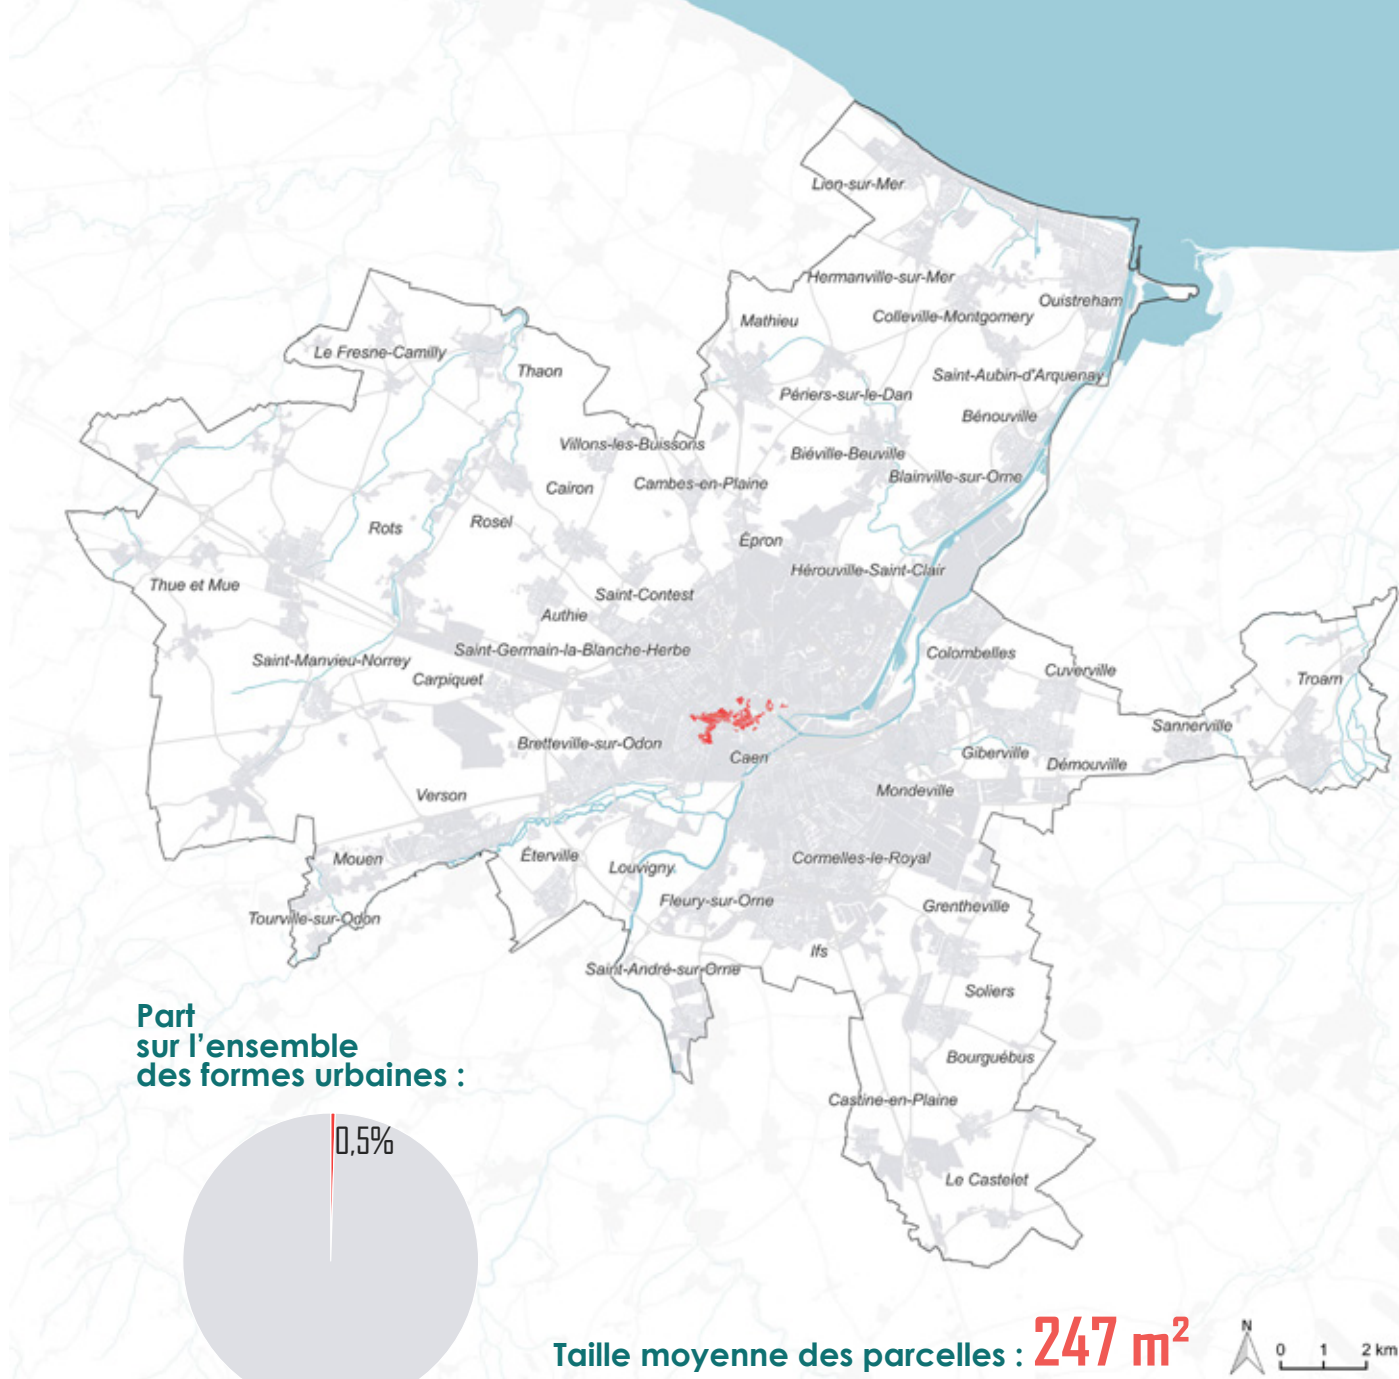 Lion-sur-Mer
Hermanville-sur-Mer
Ouistreham
Colleville-Montgomery
Mathieu
Le Fresne-Camilly
Thaon
Saint-Aubin-d'Arquenay
Périers-sur-le-Dan
Bénouville
Villons-les-Buissons
Biéville-Beuville
Blainville-sur-Orne
Cambes-en-Plaine
Cairon
Rosel
Rots
Épron
Hérouville-Saint-Clair
Thue et Mue
Saint-Contest
Authie
Saint-Germain-la-Blanche-Herbe
Colombelles
Saint-Manvieu-Norrey
Carpiquet
Cuverville
Troarn
Sannerville
Bretteville-sur-Odon
Caen
Giberville
Démouville
Verson
Mondeville
Mouen
Éterville
Louvigny
Cormelles-le-Royal
Fleury-sur-Orne
Grentheville
Tourville-sur-Odon
Ifs
Saint-André-sur-Orne
Soliers
Bourguébus
Castine-en-Plaine
Le Castelet
Part
sur l'ensemble
des formes urbaines :
0,5%
Taille moyenne des parcelles : 247 m²
N
0 1 2 km